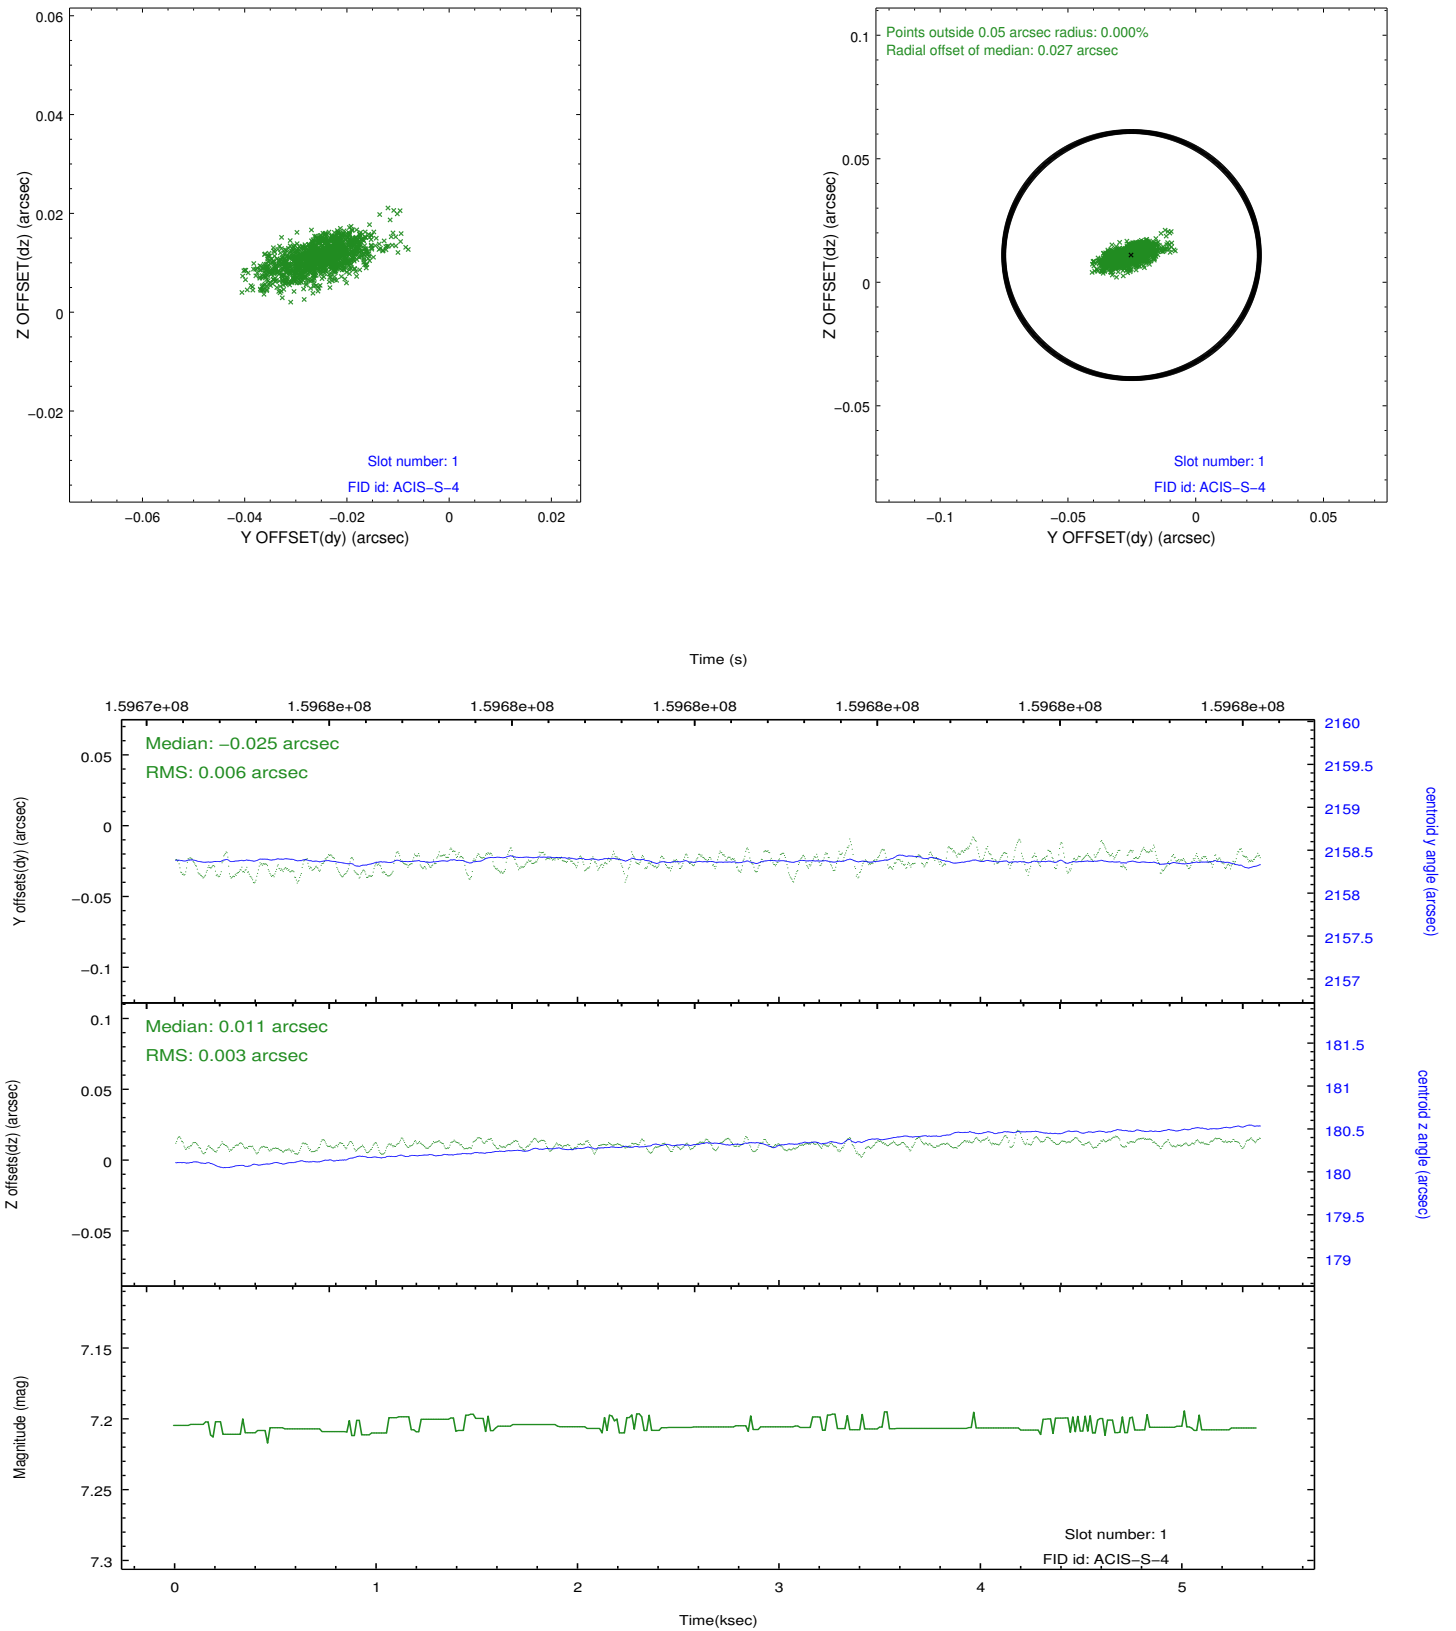 0.06
0.04
0.02
0
−0.02
Z OFFSET(dz) (arcsec)
Slot number: 1
FID id: ACIS−S−4
−0.06 −0.04 −0.02 0 0.02
Y OFFSET(dy) (arcsec)
Points outside 0.05 arcsec radius: 0.000%
Radial offset of median: 0.027 arcsec
0.1
0.05
0
−0.05
Z OFFSET(dz) (arcsec)
Slot number: 1
FID id: ACIS−S−4
−0.1 −0.05 0 0.05
Y OFFSET(dy) (arcsec)
Time (s)
1.5967e+08 1.5968e+08 1.5968e+08 1.5968e+08 1.5968e+08 1.5968e+08 1.5968e+08
Median: −0.025 arcsec
RMS: 0.006 arcsec
0.05
0
−0.05
−0.1
Y offsets(dy) (arcsec)
2160
2159.5
2159
2158.5
2158
2157.5
2157
centroid y angle (arcsec)
Median: 0.011 arcsec
RMS: 0.003 arcsec
0.1
0.05
0
−0.05
Z offsets(dz) (arcsec)
181.5
181
180.5
180
179.5
179
centroid z angle (arcsec)
7.15
7.2
7.25
7.3
Magnitude (mag)
Slot number: 1
FID id: ACIS−S−4
0 1 2 3 4 5
Time(ksec)